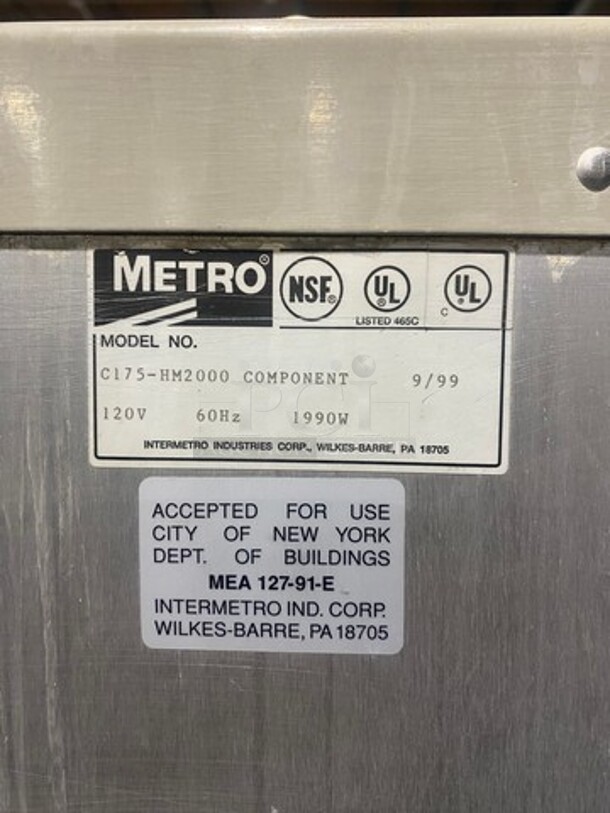 METRO®
NSF®
UL®
LISTED 465C
C UL®
MODEL NO.
C175-HM2000 COMPONENT 9/99
120V 60Hz 1990W
INTERMETRO INDUSTRIES CORP., WILKES-BARRE, PA 18705
ACCEPTED FOR USE
CITY OF NEW YORK
DEPT. OF BUILDINGS
MEA 127-91-E
INTERMETRO IND. CORP.
WILKES-BARRE, PA 18705